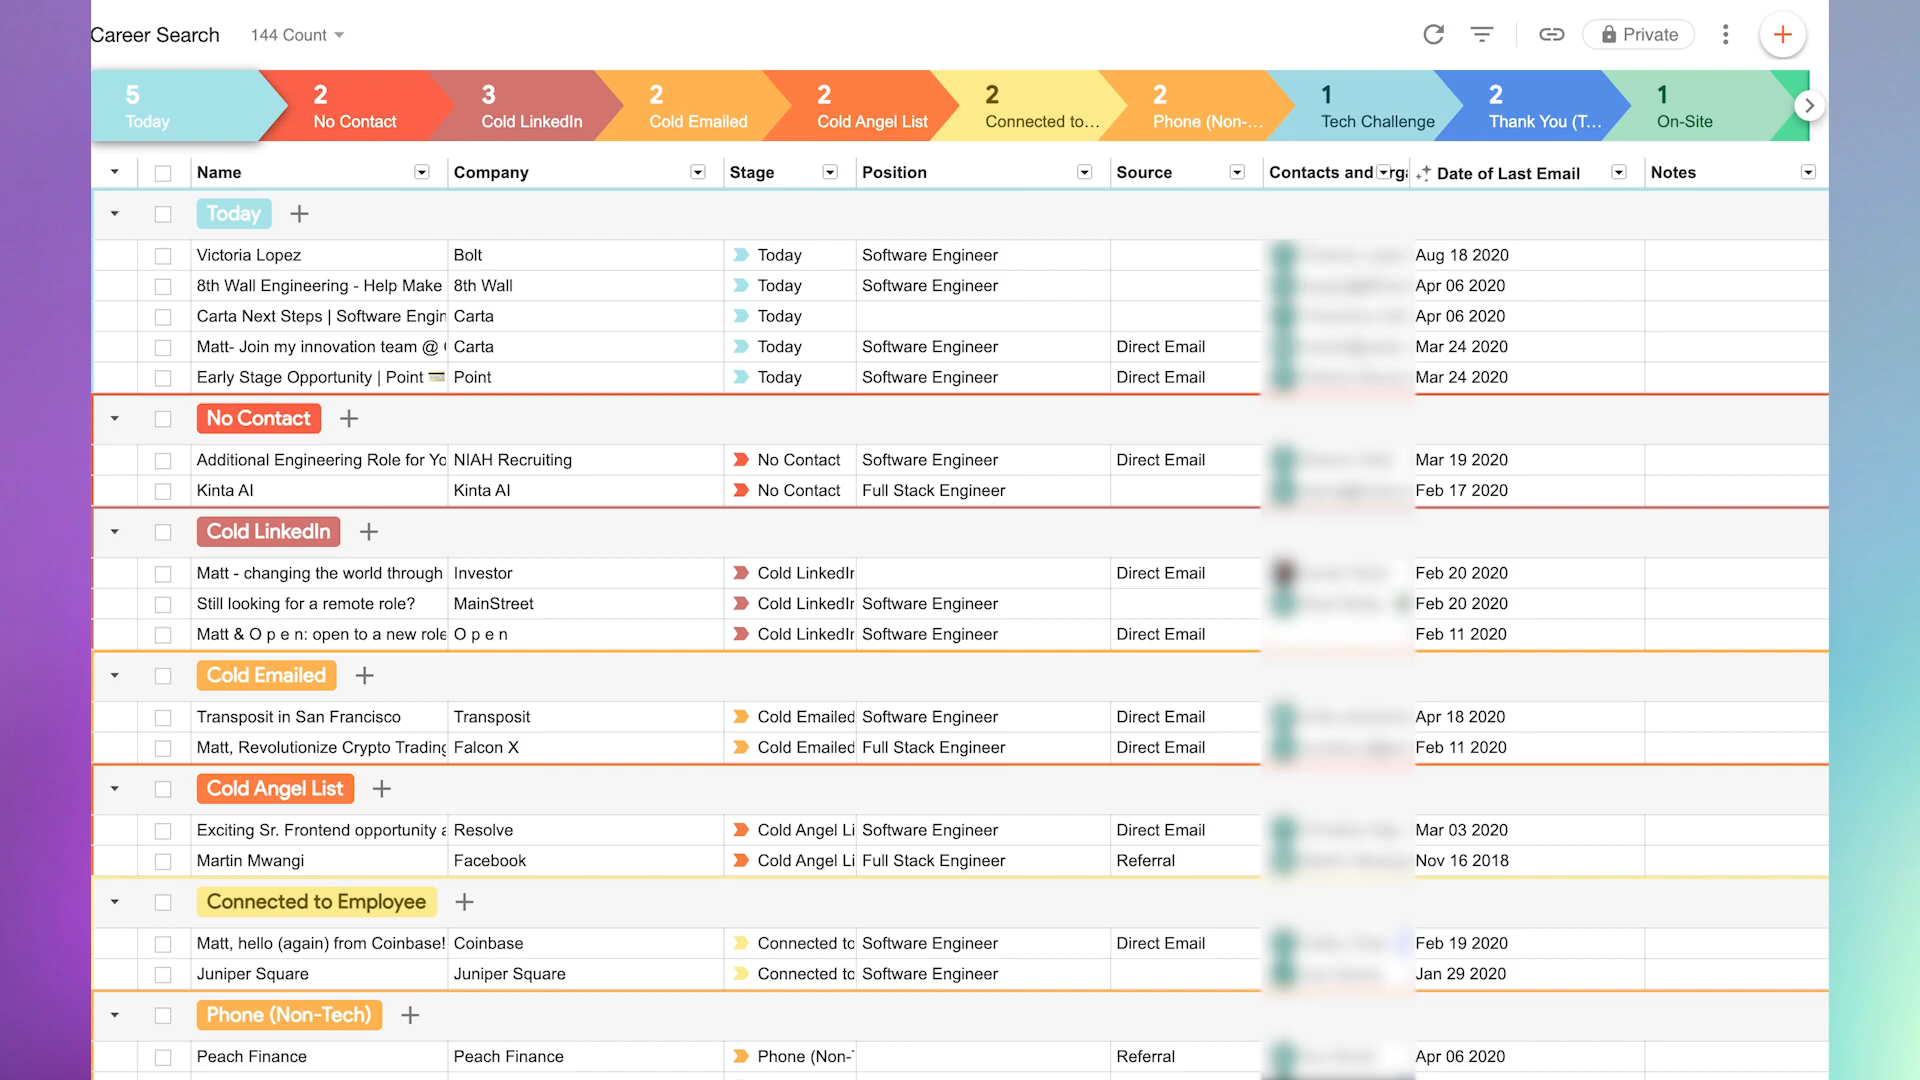 Career Search 144 Count Private
5 2 3 2 2 2 2 1 2 1
Today No Contact Cold LinkedIn Cold Emailed Cold Angel List Connected to... Phone (Non-... Tech Challenge Thank You (T... On-Site
Name Company Stage Position Source Contacts and Date of Last Email Notes
Today
Victoria Lopez Bolt Today Software Engineer Aug 18 2020
8th Wall Engineering - Help Make 8th Wall Today Software Engineer Apr 06 2020
Carta Next Steps | Software Engin Carta Today Apr 06 2020
Matt- Join my innovation team @ Carta Today Software Engineer Direct Email Mar 24 2020
Early Stage Opportunity | Point Point Today Software Engineer Direct Email Mar 24 2020
No Contact
Additional Engineering Role for Yo NIAH Recruiting No Contact Software Engineer Direct Email Mar 19 2020
Kinta AI Kinta AI No Contact Full Stack Engineer Feb 17 2020
Cold LinkedIn
Matt - changing the world through Investor Cold LinkedIn Direct Email Feb 20 2020
Still looking for a remote role? MainStreet Cold LinkedIn Software Engineer Feb 20 2020
Matt & O p e n: open to a new role O p e n Cold LinkedIn Software Engineer Direct Email Feb 11 2020
Cold Emailed
Transposit in San Francisco Transposit Cold Emailed Software Engineer Direct Email Apr 18 2020
Matt, Revolutionize Crypto Trading Falcon X Cold Emailed Full Stack Engineer Direct Email Feb 11 2020
Cold Angel List
Exciting Sr. Frontend opportunity a Resolve Cold Angel Li Software Engineer Direct Email Mar 03 2020
Martin Mwangi Facebook Cold Angel Li Full Stack Engineer Referral Nov 16 2018
Connected to Employee
Matt, hello (again) from Coinbase! Coinbase Connected to Software Engineer Direct Email Feb 19 2020
Juniper Square Juniper Square Connected to Software Engineer Jan 29 2020
Phone (Non-Tech)
Peach Finance Peach Finance Phone (Non- Referral Apr 06 2020